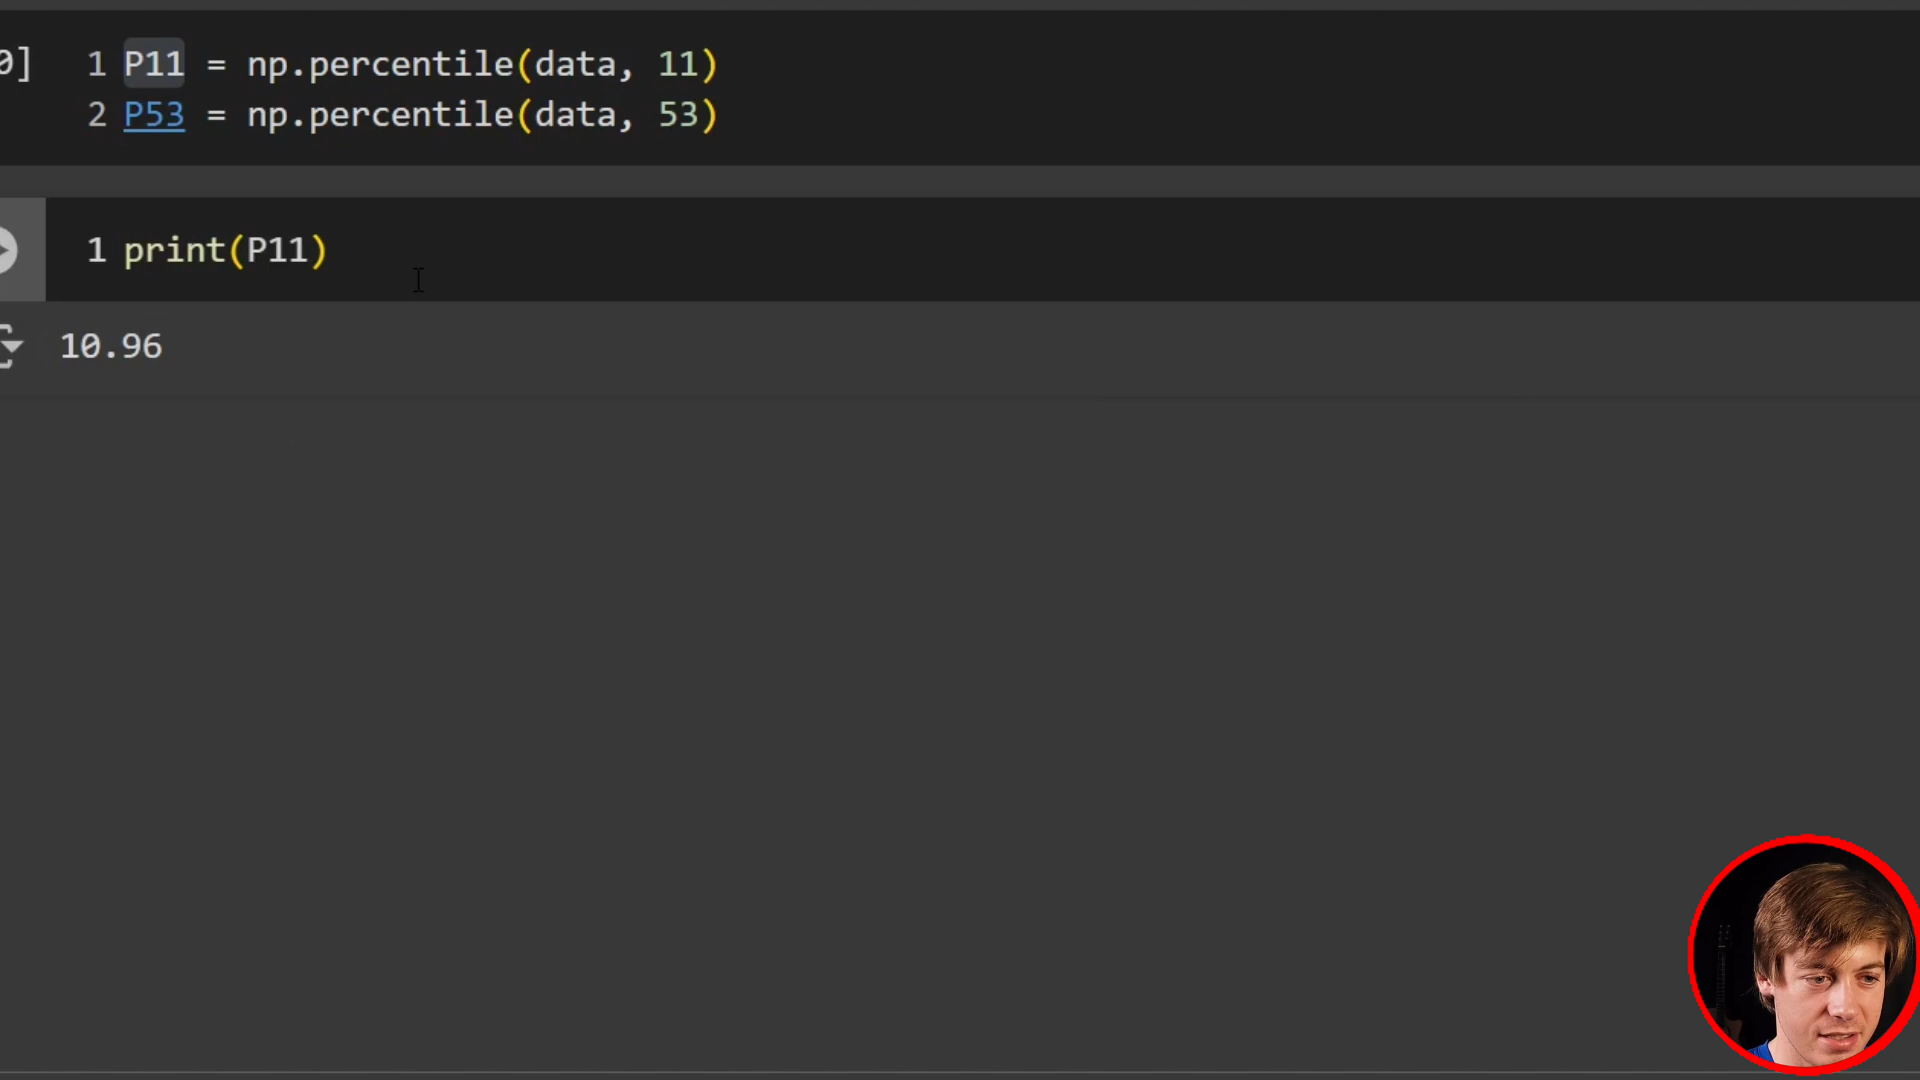 0] 1 P11 = np.percentile(data, 11)
2 P53 = np.percentile(data, 53)
1 print(P11)
10.96